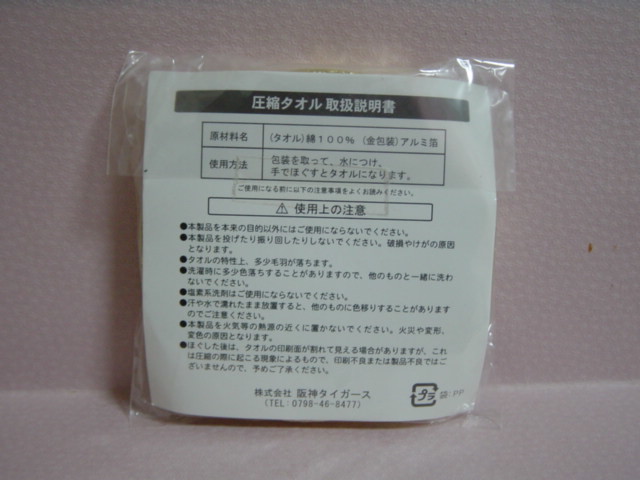 圧縮タオル 取扱説明書
原材料名 (タオル)綿100% (金包装)アルミ箔
使用方法 包装を取って、水につけ、
手でほぐすとタオルになります。
ご使用になる前に以下の注意事項をよくお読みください。
⚠ 使用上の注意
●本製品を本来の目的以外にはご使用にならないでください。
●本製品を投げたり振り回したりしないでください。破損やけがの原因
となります。
●タオルの特性上、多少毛羽が落ちます。
●洗濯時に多少色落ちすることがありますので、他のものと一緒に洗わ
ないでください。
●塩素系洗剤はご使用にならないでください。
●汗や水で濡れたまま放置すると、他のものに色移りすることがあります
のでご注意ください。
●本製品を火気等の熱源の近くに置かないでください。火災や変形、
変色の原因となります。
●ほぐした後は、タオルの印刷面が割れて見える場合がありますが、これ
は圧縮の際に起こる現象によるもので、印刷不良または製品不良ではご
ざいませんので、予めご了承ください。
株式会社 阪神タイガース
(TEL: 0798-46-8477)
プラ 袋:PP